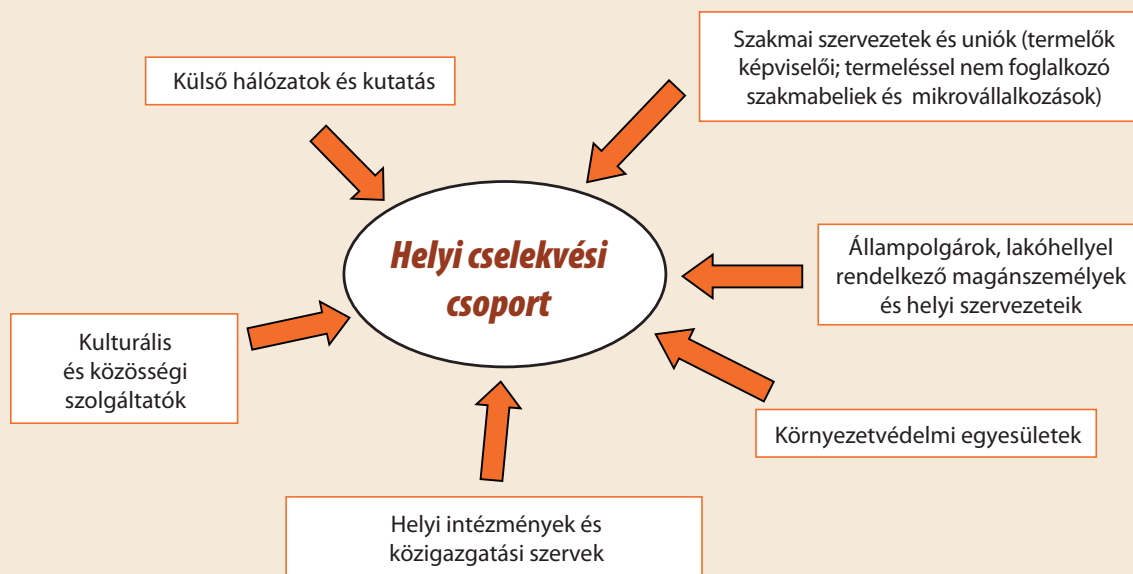 Szakmai szervezetek és uniók (termelők
képviselői; termeléssel nem foglalkozó
szakmabeliek és mikrovállalkozások)
Külső hálózatok és kutatás
Helyi cselekvési
csoport
Állampolgárok, lakóhellyel
rendelkező magánszemélyek
és helyi szervezeteik
Kulturális
és közösségi
szolgáltatók
Környezetvédelmi egyesületek
Helyi intézmények és
közigazgatási szervek